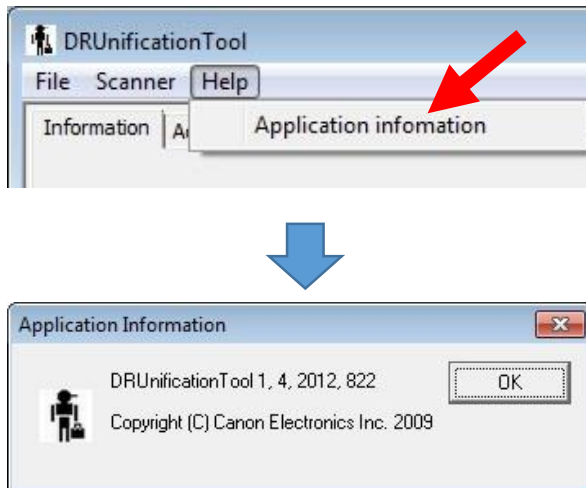 DRUnificationTool
File Scanner Help
Information
Application infomation
Application Information
DRUnificationTool 1, 4, 2012, 822
OK
Copyright (C) Canon Electronics Inc. 2009